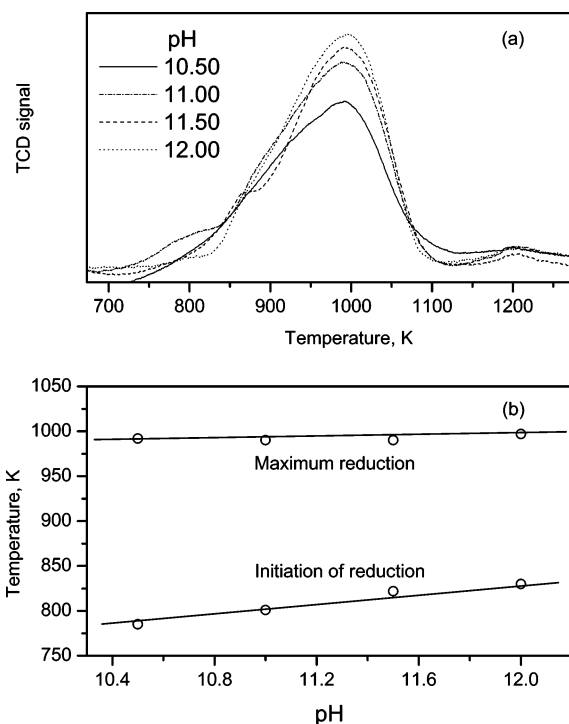 pH
(a)
10.50
11.00
11.50
12.00
TCD signal
700 800 900 1000 1100 1200
Temperature, K
1050
(b)
1000
Maximum reduction
950
Temperature, K
900
850
Initiation of reduction
800
750
10.4 10.8 11.2 11.6 12.0
pH